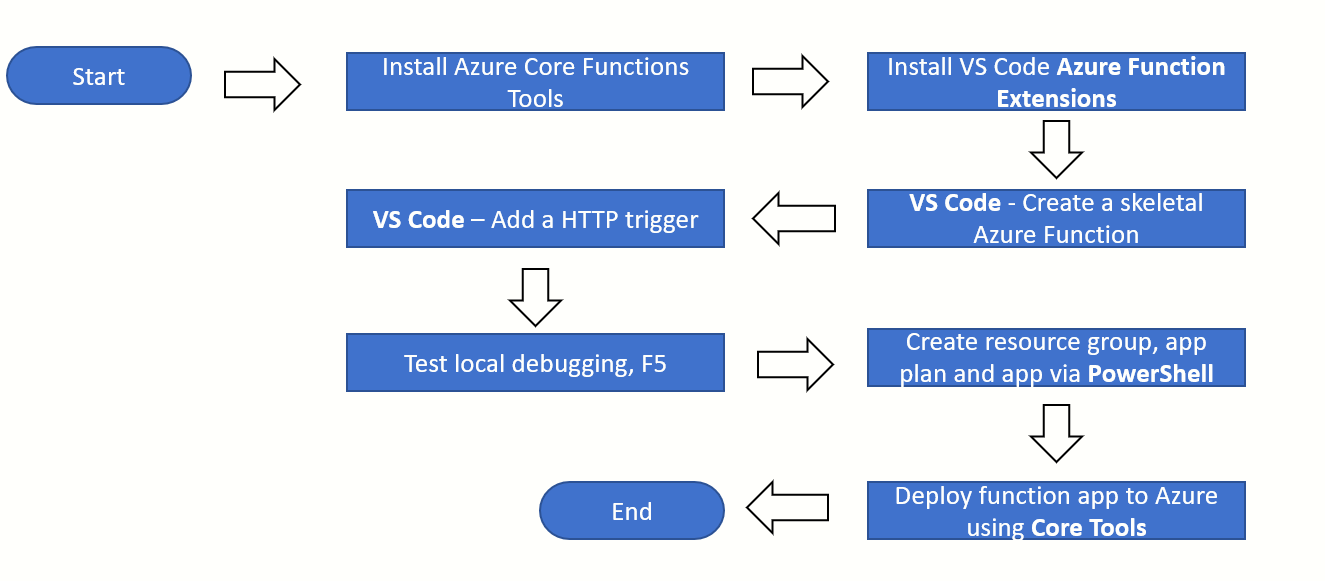 Start
Install Azure Core Functions
Tools
Install VS Code Azure Function
Extensions
VS Code - Create a skeletal
Azure Function
VS Code – Add a HTTP trigger
Test local debugging, F5
Create resource group, app
plan and app via PowerShell
Deploy function app to Azure
using Core Tools
End